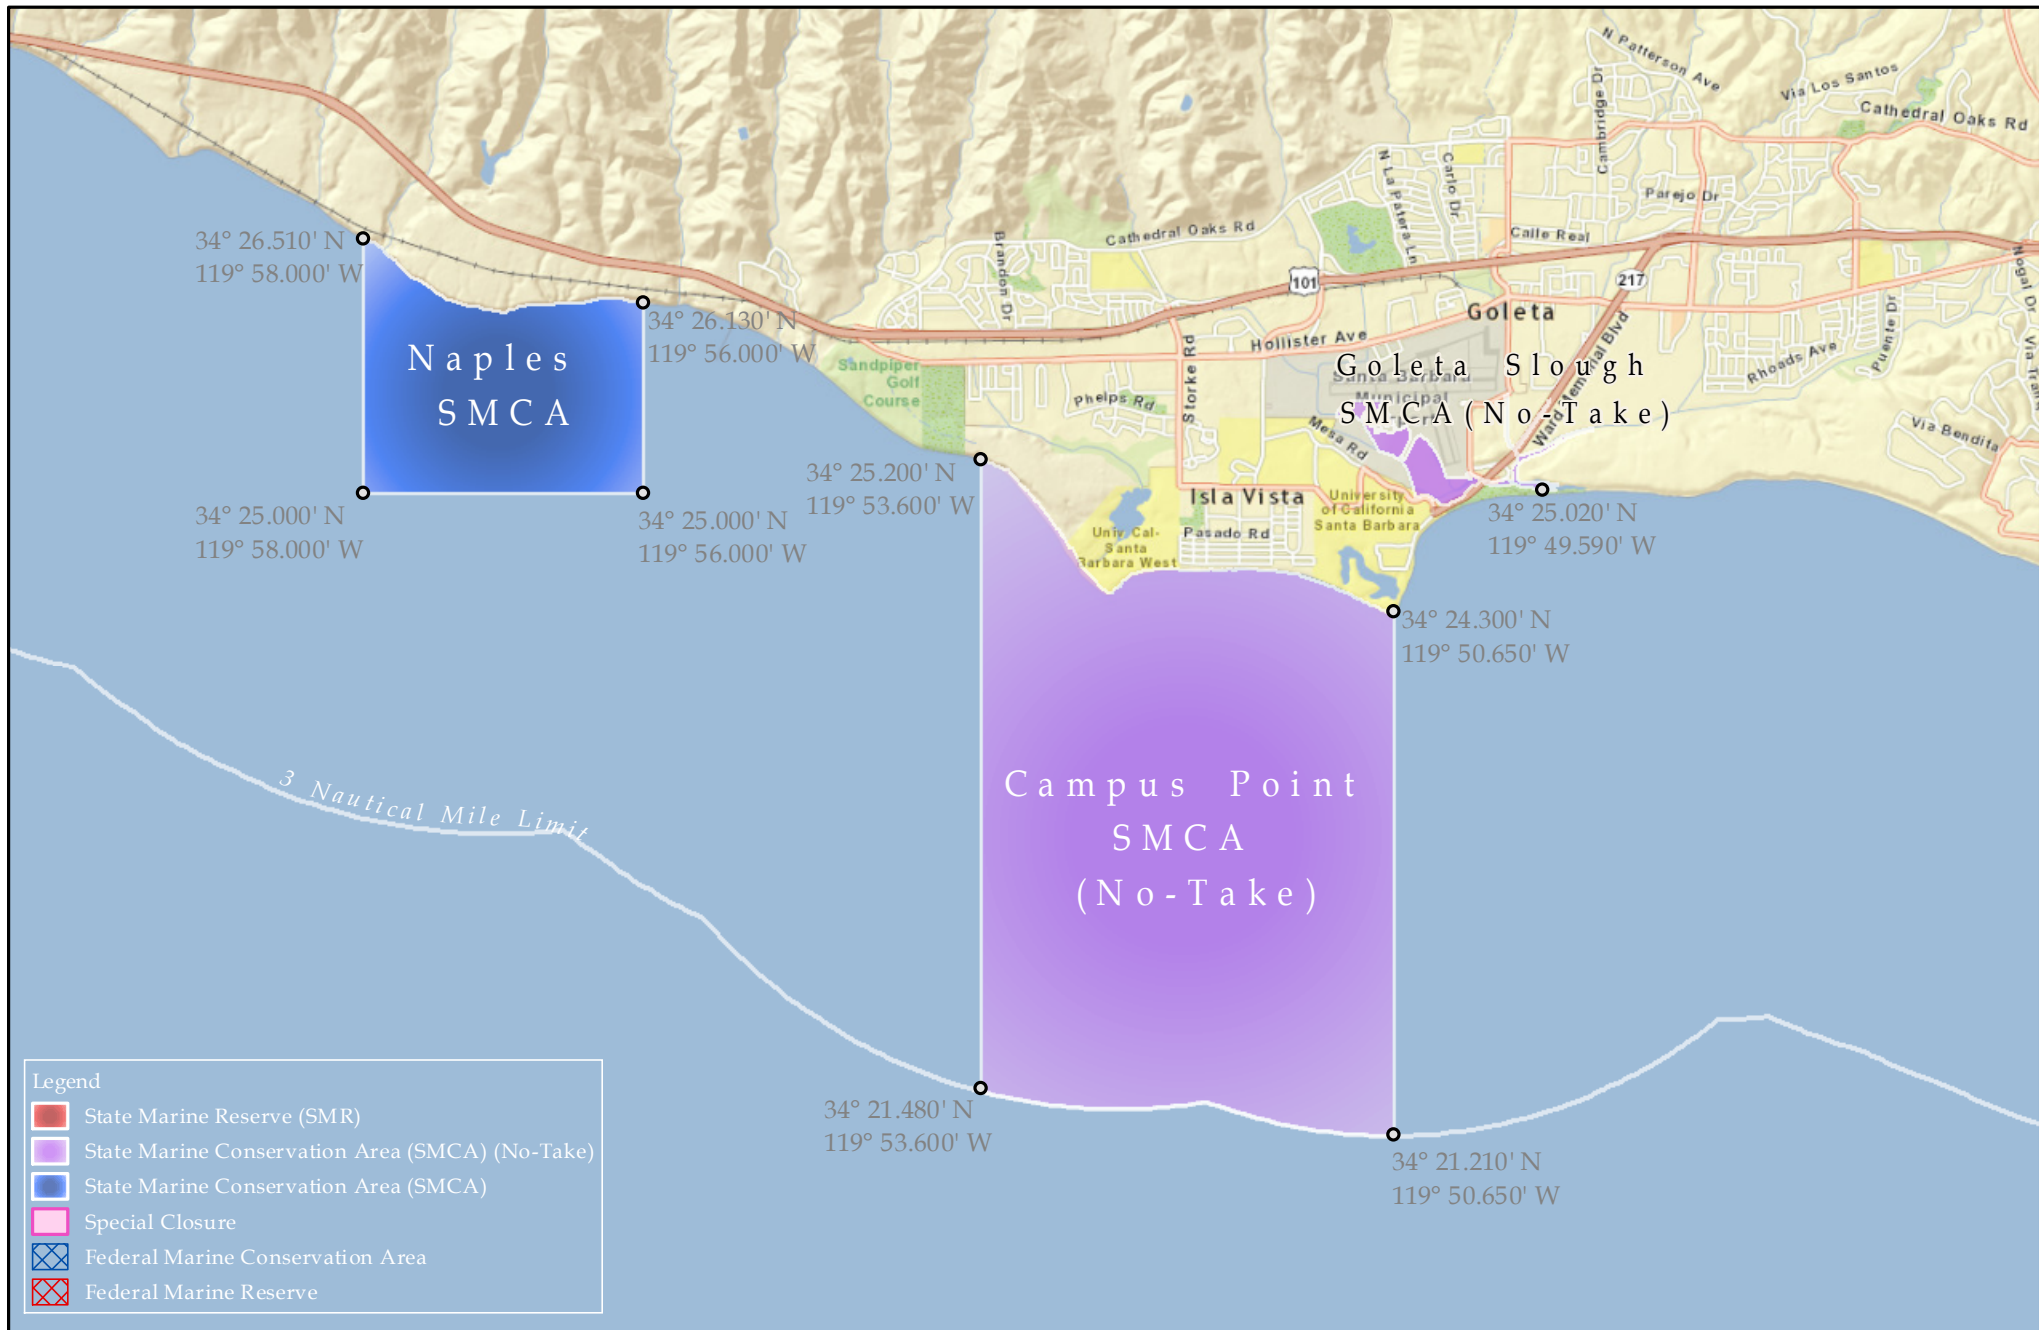 N Patterson Ave
Via Los Santos
Cathedral Oaks Rd
Cambridge Dr
N La Patera Ln
Carlo Dr
Parejo Dr
Calle Real
Cathedral Oaks Rd
Brandon Dr
34° 26.510' N
119° 58.000' W
101
217
Nogal Dr
Goleta
34° 26.130' N
119° 56.000' W
Naples
SMCA
Hollister Ave
Ward Memorial Blvd
Puente Dr
Rhoads Ave
Goleta Slough
SMCA (No-Take)
Santa Barbara
Municipal
Sandpiper
Golf
Course
Storke Rd
Phelps Rd
Mesa Rd
Via Bendita
34° 25.200' N
119° 53.600' W
34° 25.000' N
119° 58.000' W
34° 25.000' N
119° 56.000' W
Isla Vista
University
of California
Santa Barbara
34° 25.020' N
119° 49.590' W
Univ Cal-
Santa
Barbara West
Pasado Rd
34° 24.300' N
119° 50.650' W
3 Nautical Mile Limit
Campus Point
SMCA
(No-Take)
34° 21.480' N
119° 53.600' W
34° 21.210' N
119° 50.650' W
Legend
State Marine Reserve (SMR)
State Marine Conservation Area (SMCA) (No-Take)
State Marine Conservation Area (SMCA)
Special Closure
Federal Marine Conservation Area
Federal Marine Reserve